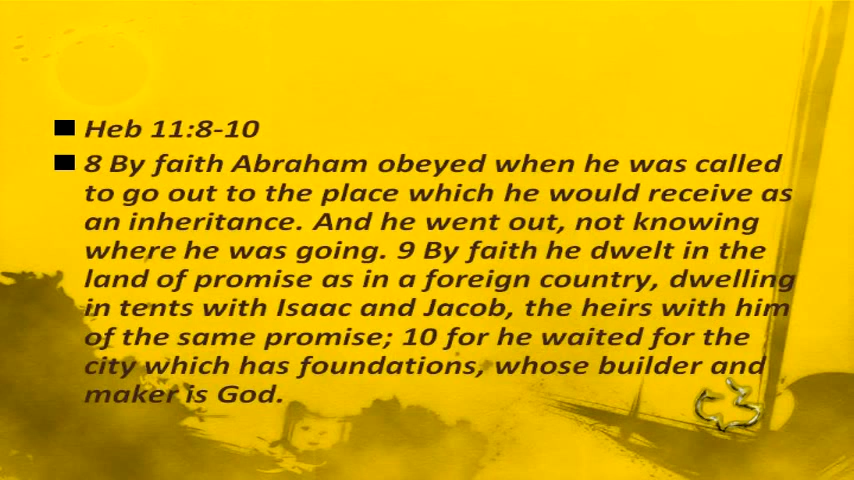 Heb 11:8-10
8 By faith Abraham obeyed when he was called
to go out to the place which he would receive as
an inheritance. And he went out, not knowing
where he was going. 9 By faith he dwelt in the
land of promise as in a foreign country, dwelling
in tents with Isaac and Jacob, the heirs with him
of the same promise; 10 for he waited for the
city which has foundations, whose builder and
maker is God.